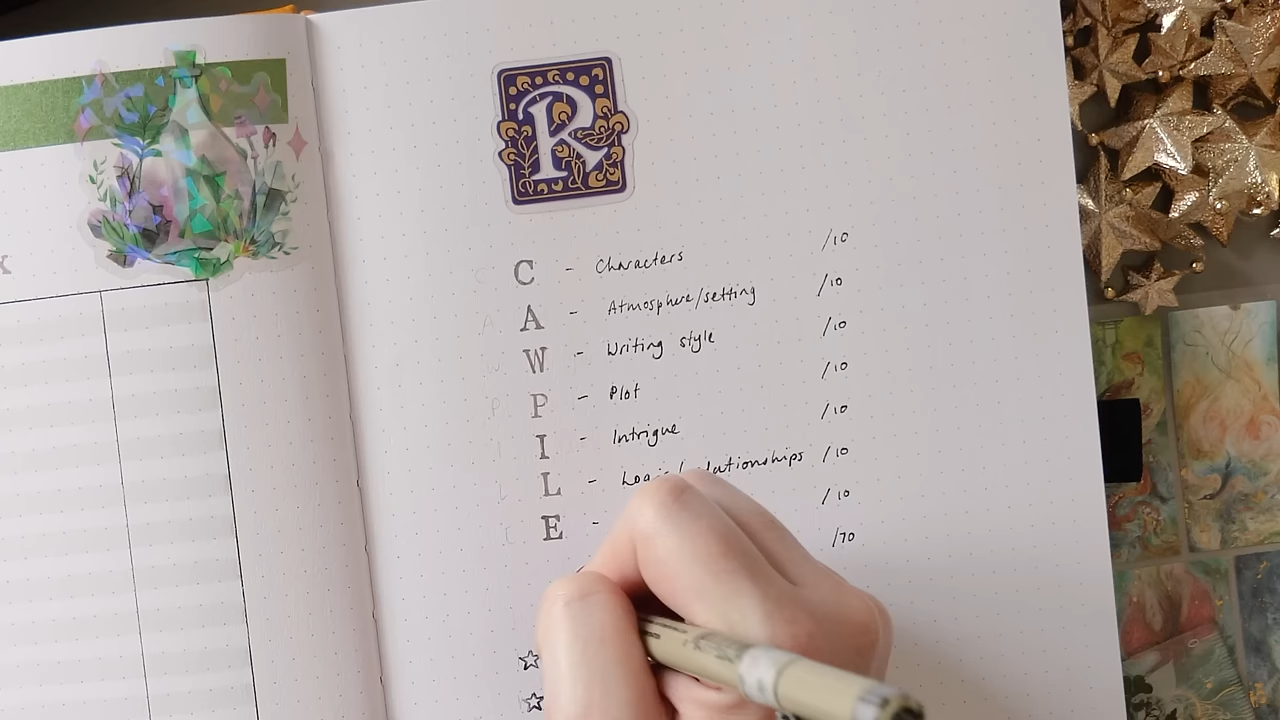 R
C - Characters /10
A - Atmosphere/setting /10
W - Writing style /10
P - Plot /10
I - Intrigue /10
L - /10
E - /10
/70